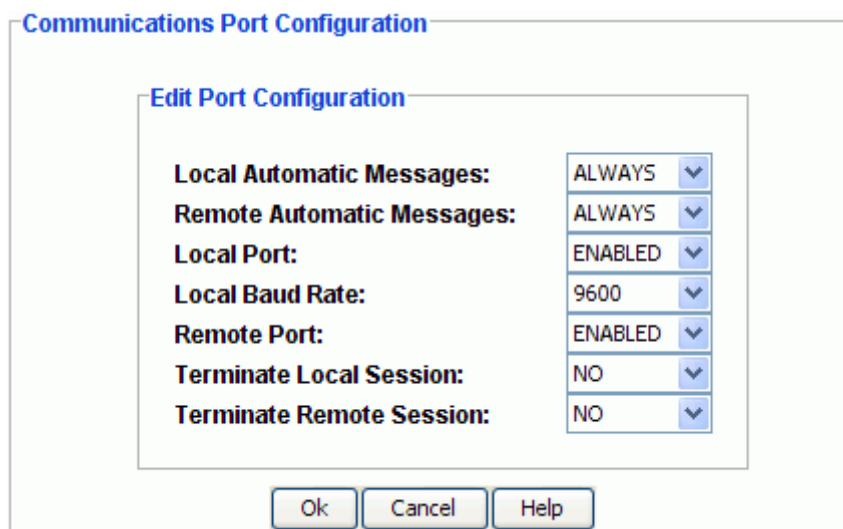 Communications Port Configuration
Edit Port Configuration
Local Automatic Messages: ALWAYS
Remote Automatic Messages: ALWAYS
Local Port: ENABLED
Local Baud Rate: 9600
Remote Port: ENABLED
Terminate Local Session: NO
Terminate Remote Session: NO
Ok Cancel Help